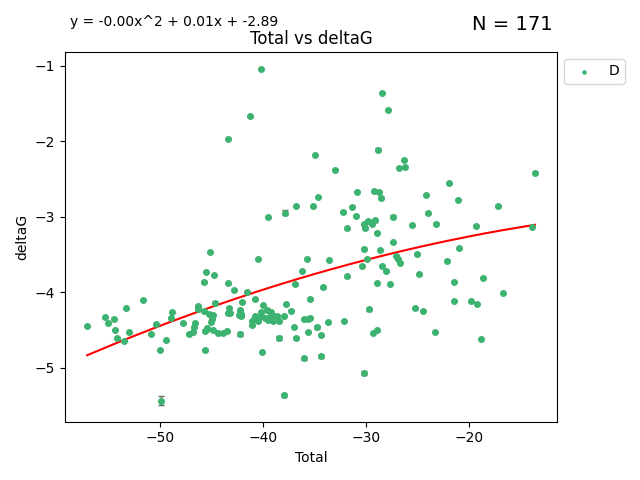 y = -0.00x^2 + 0.01x + -2.89
N = 171
Total vs deltaG
D
−1
−2
−3
−4
−5
deltaG
−50
−40
−30
−20
Total